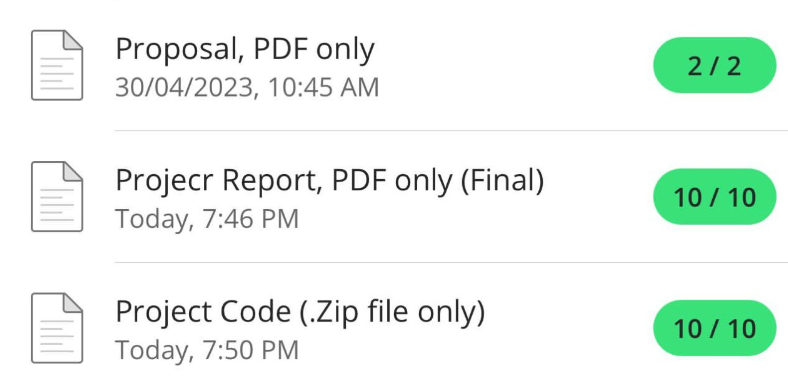 Proposal, PDF only
30/04/2023, 10:45 AM
2 / 2
Projecr Report, PDF only (Final)
Today, 7:46 PM
10 / 10
Project Code (.Zip file only)
Today, 7:50 PM
10 / 10